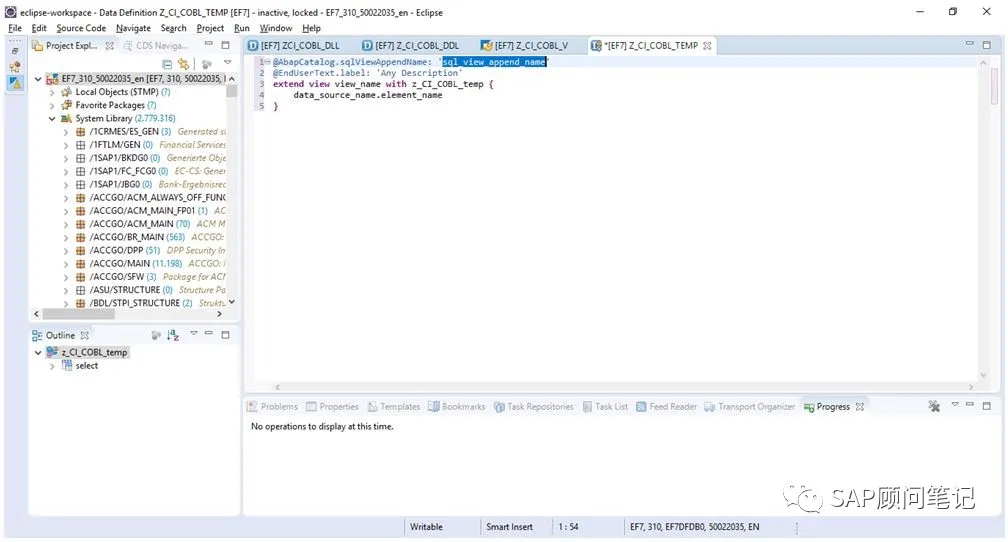 eclipse-workspace - Data Definition Z_CI_COBL_TEMP [EF7] - inactive, locked - EF7_310_50022035_en - Eclipse
File Edit Source Code Navigate Search Project Run Window Help
Project Expl... CDS Naviga...
EF7_310_50022035_en [EF7, 310, 50022035,
Local Objects ($TMP) (?)
Favorite Packages (?)
System Library (2.779.316)
/1CRMES/ES_GEN (3) Generated s
/1FTLM/GEN (0) Financial Services
/1SAP1/BKDG0 (0) Generierte Obje
/1SAP1/FC_FCG0 (0) EC-CS: Gener
/1SAP1/JBG0 (0) Bank-Ergebnisre
/ACCGO/ACM_ALWAYS_OFF_FUNC
/ACCGO/ACM_MAIN_FP01 (1) AC
/ACCGO/ACM_MAIN (70) ACM M
/ACCGO/BR_MAIN (563) ACCGO:
/ACCGO/DPP (51) DPP Security In
/ACCGO/MAIN (11.198) ACCGO:
/ACCGO/SFW (3) Package for ACM
/ASU/STRUCTURE (0) Structure Pa
/BDL/STPI_STRUCTURE (2) Struktu
Outline
z_CI_COBL_temp
select
[EF7] ZCI_COBL_DLL [EF7] Z_CI_COBL_DDL [EF7] Z_CI_COBL_V *[EF7] Z_CI_COBL_TEMP
1 @AbapCatalog.sqlViewAppendName: 'sql_view_append_name'
2 @EndUserText.label: 'Any Description'
3 extend view view_name with z_CI_COBL_temp {
4 data_source_name.element_name
5 }
Problems Properties Templates Bookmarks Task Repositories Task List Feed Reader Transport Organizer Progress
No operations to display at this time.
SAP顾问笔记
Writable Smart Insert 1 : 54 EF7, 310, EF7DFDB0, 50022035, EN